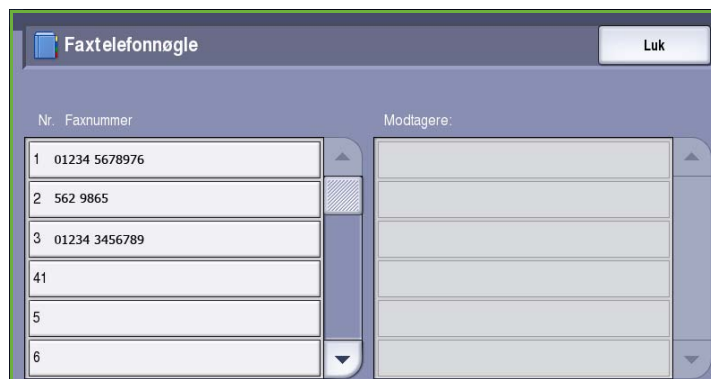 Faxtelefonnøgle
Luk
Nr. Faxnummer
Modtagere:
1 01234 5678976
2 562 9865
3 01234 3456789
41
5
6